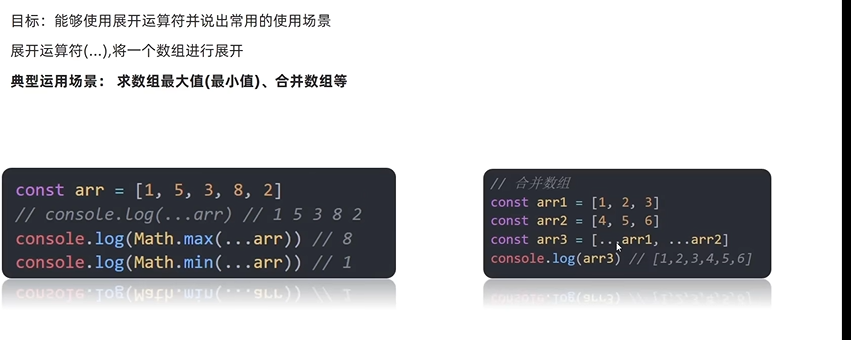 目标：能够使用展开运算符并说出常用的使用场景
展开运算符(...),将一个数组进行展开
典型运用场景： 求数组最大值(最小值)、合并数组等
const arr = [1, 5, 3, 8, 2]
// console.log(...arr) // 1 5 3 8 2
console.log(Math.max(...arr)) // 8
console.log(Math.min(...arr)) // 1
// 合并数组
const arr1 = [1, 2, 3]
const arr2 = [4, 5, 6]
const arr3 = [...arr1, ...arr2]
console.log(arr3) // [1,2,3,4,5,6]